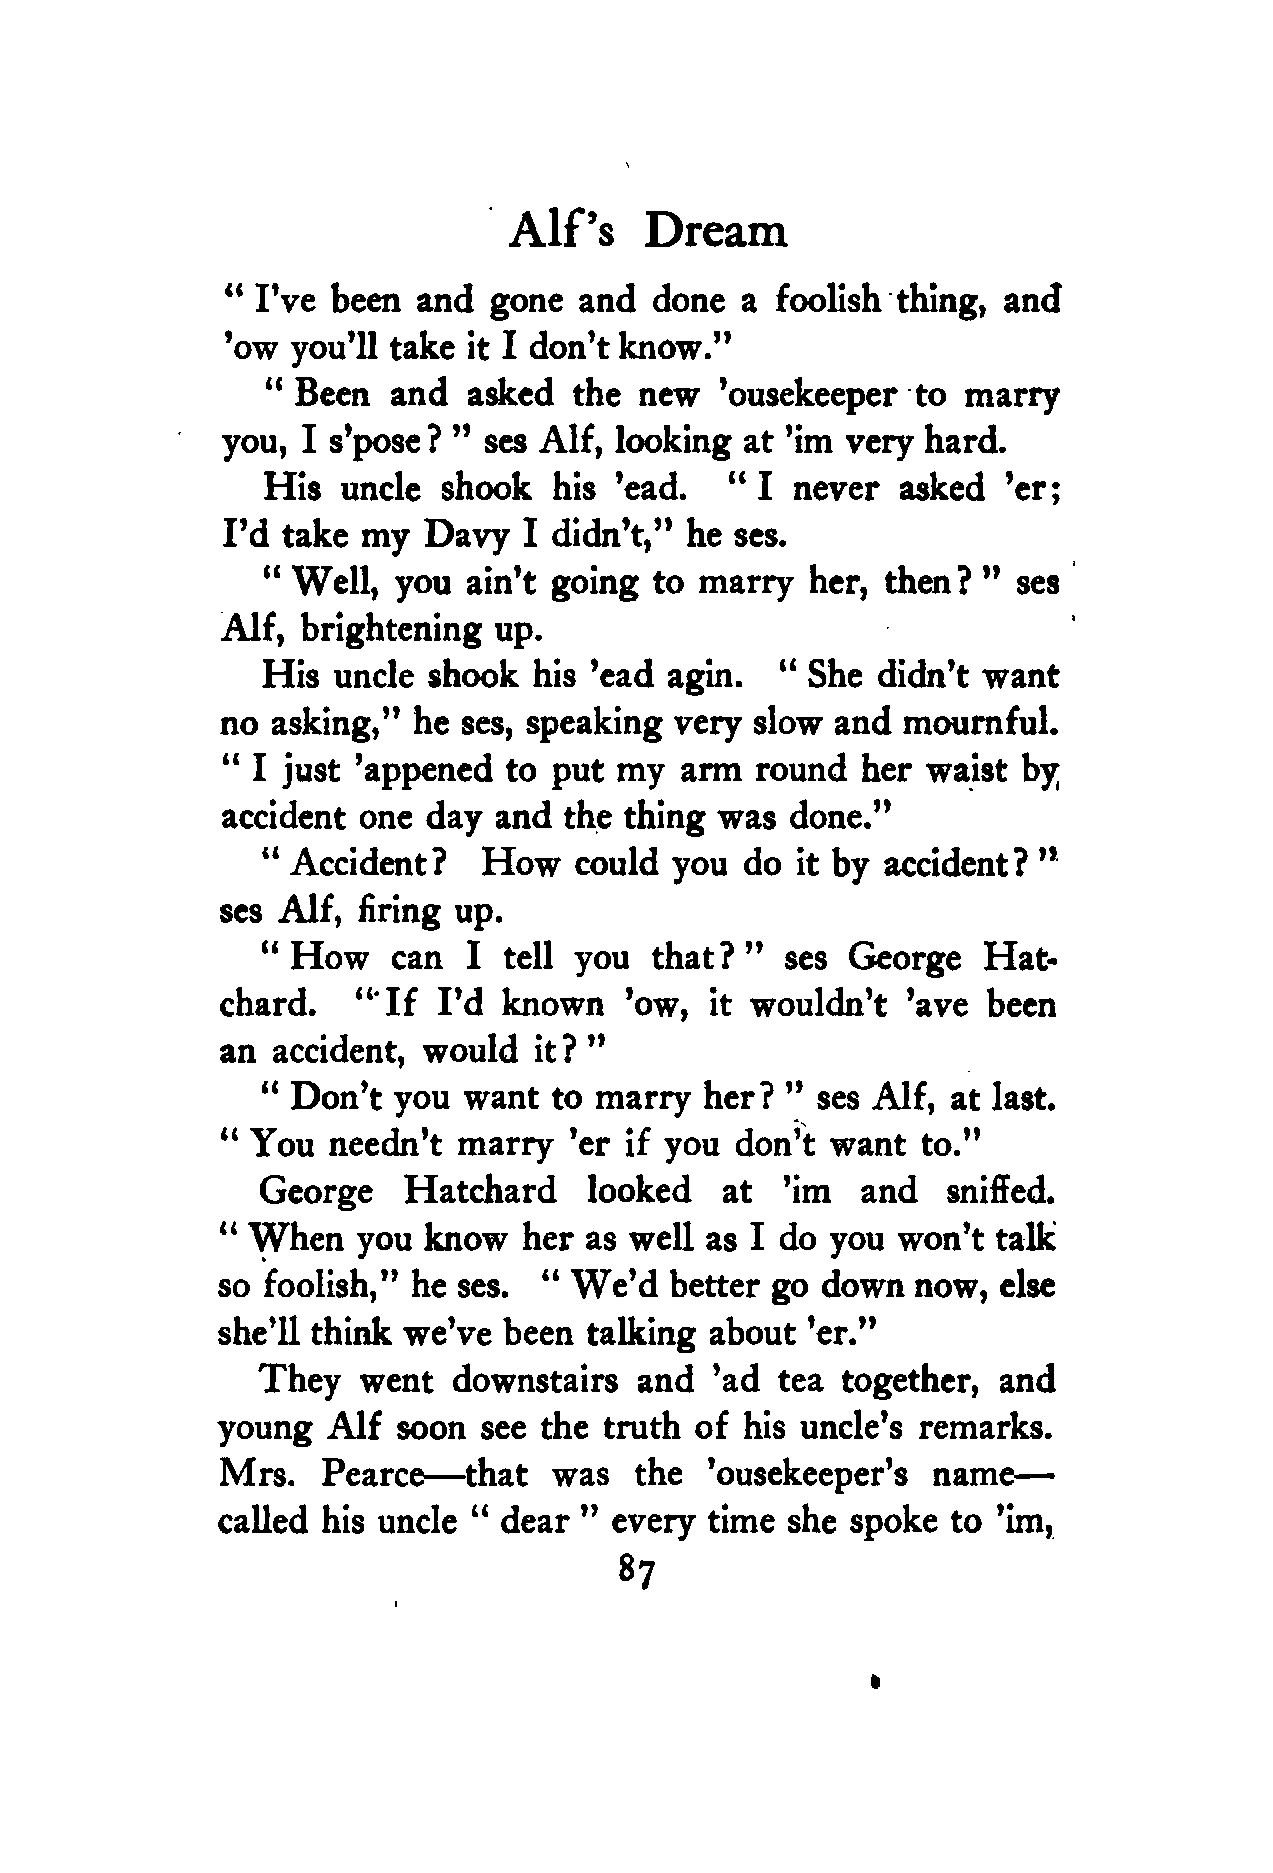 Alf's Dream
“ I've been and gone and done a foolish thing, and
'ow you'll take it I don't know.”
“ Been and asked the new 'ousekeeper to marry
you, I s'pose? ” ses Alf, looking at 'im very hard.
His uncle shook his 'ead. “ I never asked 'er;
I'd take my Davy I didn't,” he ses.
“ Well, you ain't going to marry her, then? ” ses
Alf, brightening up.
His uncle shook his 'ead agin. “ She didn't want
no asking,” he ses, speaking very slow and mournful.
“ I just 'appened to put my arm round her waist by
accident one day and the thing was done.”
“ Accident? How could you do it by accident? ”
ses Alf, firing up.
“ How can I tell you that? ” ses George Hat-
chard. “ If I'd known 'ow, it wouldn't 'ave been
an accident, would it? ”
“ Don't you want to marry her? ” ses Alf, at last.
“ You needn't marry 'er if you don't want to.”
George Hatchard looked at 'im and sniffed.
“ When you know her as well as I do you won't talk
so foolish,” he ses. “ We'd better go down now, else
she'll think we've been talking about 'er.”
They went downstairs and 'ad tea together, and
young Alf soon see the truth of his uncle's remarks.
Mrs. Pearce—that was the 'ousekeeper's name—
called his uncle “ dear ” every time she spoke to 'im,
87